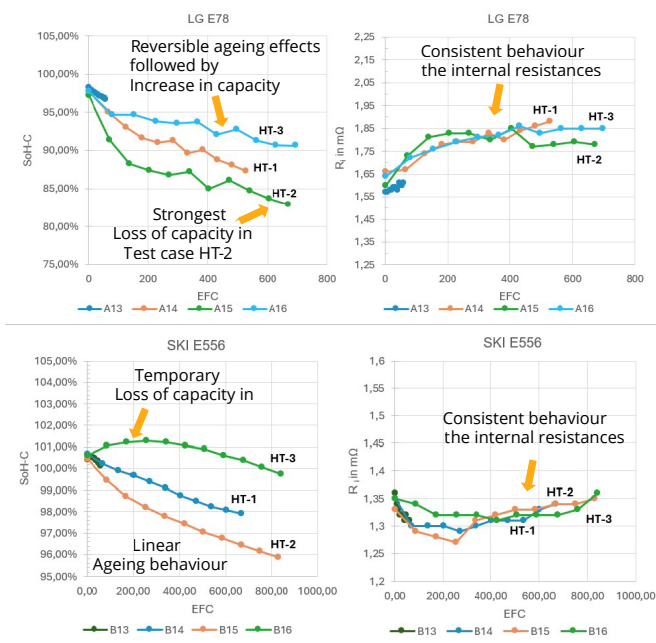 LG E78
105,00%
100,00%
95,00%
90,00%
85,00%
80,00%
75,00%
SoH-C
Reversible ageing effects
followed by
Increase in capacity
HT-3
HT-1
HT-2
Strongest
Loss of capacity in
Test case HT-2
0 200 400 600 800
EFC
A13 A14 A15 A16
LG E78
2,25
2,15
2,05
1,95
1,85
1,75
1,65
1,55
1,45
1,35
1,25
Rᵢ in mΩ
Consistent behaviour
the internal resistances
HT-1
HT-3
HT-2
0 200 400 600 800
EFC
A13 A14 A15 A16
SKI E556
105,00%
104,00%
103,00%
102,00%
101,00%
100,00%
99,00%
98,00%
97,00%
96,00%
95,00%
SoH-C
Temporary
Loss of capacity in
HT-3
HT-1
HT-2
Linear
Ageing behaviour
0,00 200,00 400,00 600,00 800,00 1000,00
EFC
B13 B14 B15 B16
SKI E556
1,6
1,55
1,5
1,45
1,4
1,35
1,3
1,25
1,2
R ᵢ in mΩ
Consistent behaviour
the internal resistances
HT-2
HT-1
HT-3
0,00 200,00 400,00 600,00 800,00 1000,00
EFC
B13 B14 B15 B16